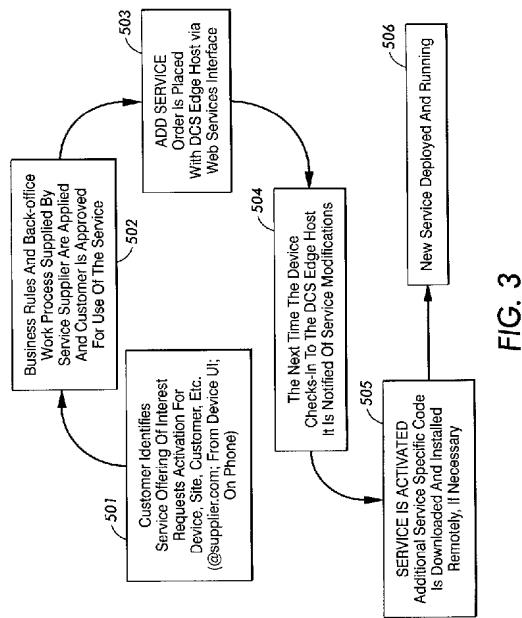 501
Customer Identifies
Service Offering Of Interest
Requests Activation For
Device, Site, Customer, Etc.
(@supplier.com; From Device UI;
On Phone)
Business Rules And Back-office
Work Process Supplied By
Service Supplier Are Applied
And Customer Is Approved
For Use Of The Service
502
503
ADD SERVICE
Order Is Placed
With DCS Edge Host via
Web Services Interface
504
The Next Time The Device
Checks-In To The DCS Edge Host
It Is Notified Of Service Modifications
505
SERVICE IS ACTIVATED
Additional Service Specific Code
Is Downloaded And Installed
Remotely, If Necessary
506
New Service Deployed And Running
FIG. 3